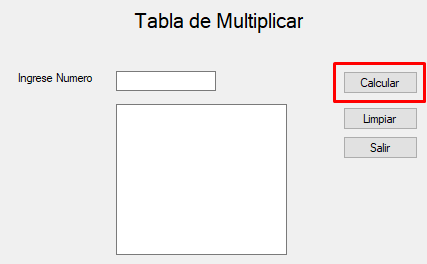 Tabla de Multiplicar
Ingrese Numero
Calcular
Limpiar
Salir